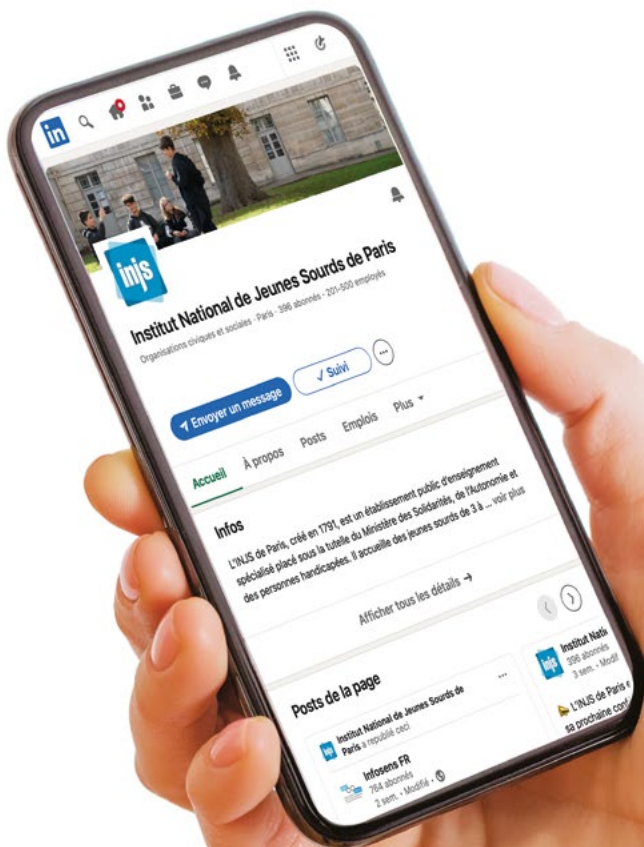 in
injs
Institut National de Jeunes Sourds de Paris
Organisations civiques et sociales · Paris · 396 abonnés · 201-500 employés
Envoyer un message
✓ Suivi
Accueil À propos Posts Emplois Plus
Infos
L'INJS de Paris, créé en 1791, est un établissement public d'enseignement
spécialisé placé sous la tutelle du Ministère des Solidarités, de l'Autonomie et
des personnes handicapées. Il accueille des jeunes sourds de 3 à ... voir plus
Afficher tous les détails →
Posts de la page
injs
Institut National de Jeunes Sourds de
Paris a republié ceci
Infosens FR
764 abonnés
2 sem. · Modifié ·
injs
Institut Natio
396 abonnés
3 sem. · Modif
L'INJS de Paris e
sa prochaine conf